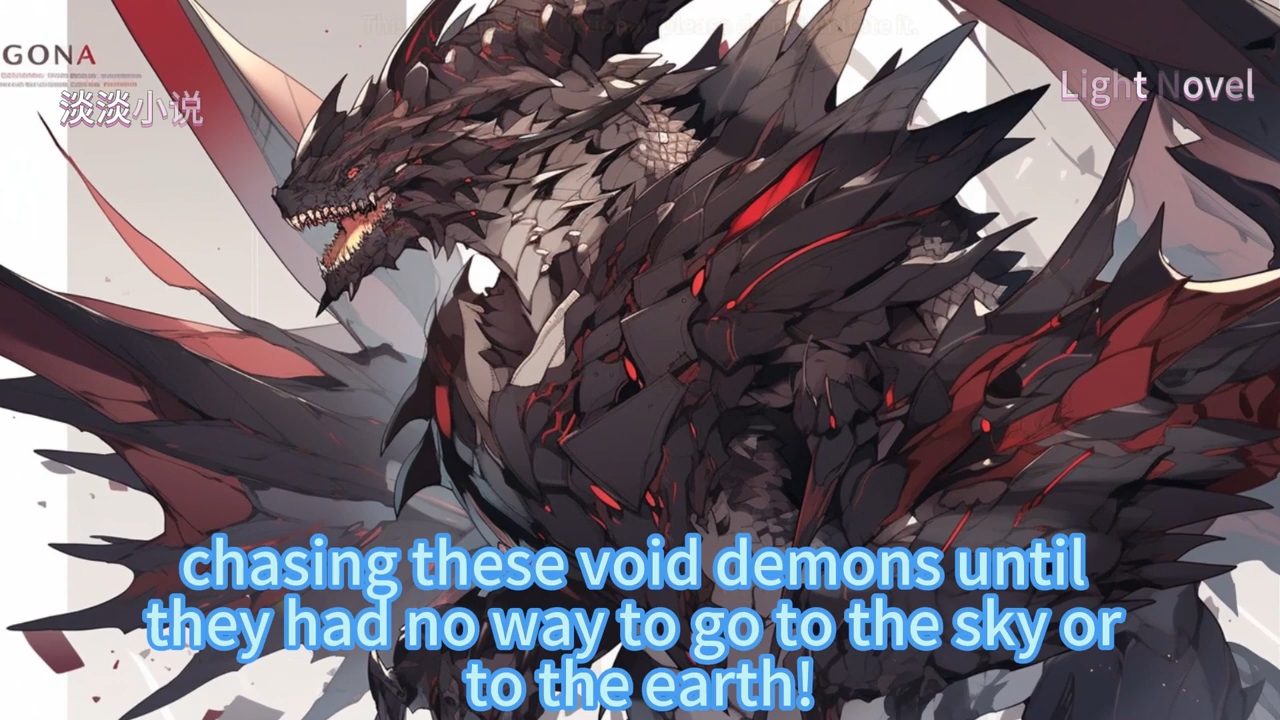 GONA
淡淡小说
Light Novel
chasing these void demons until
they had no way to go to the sky or
to the earth!